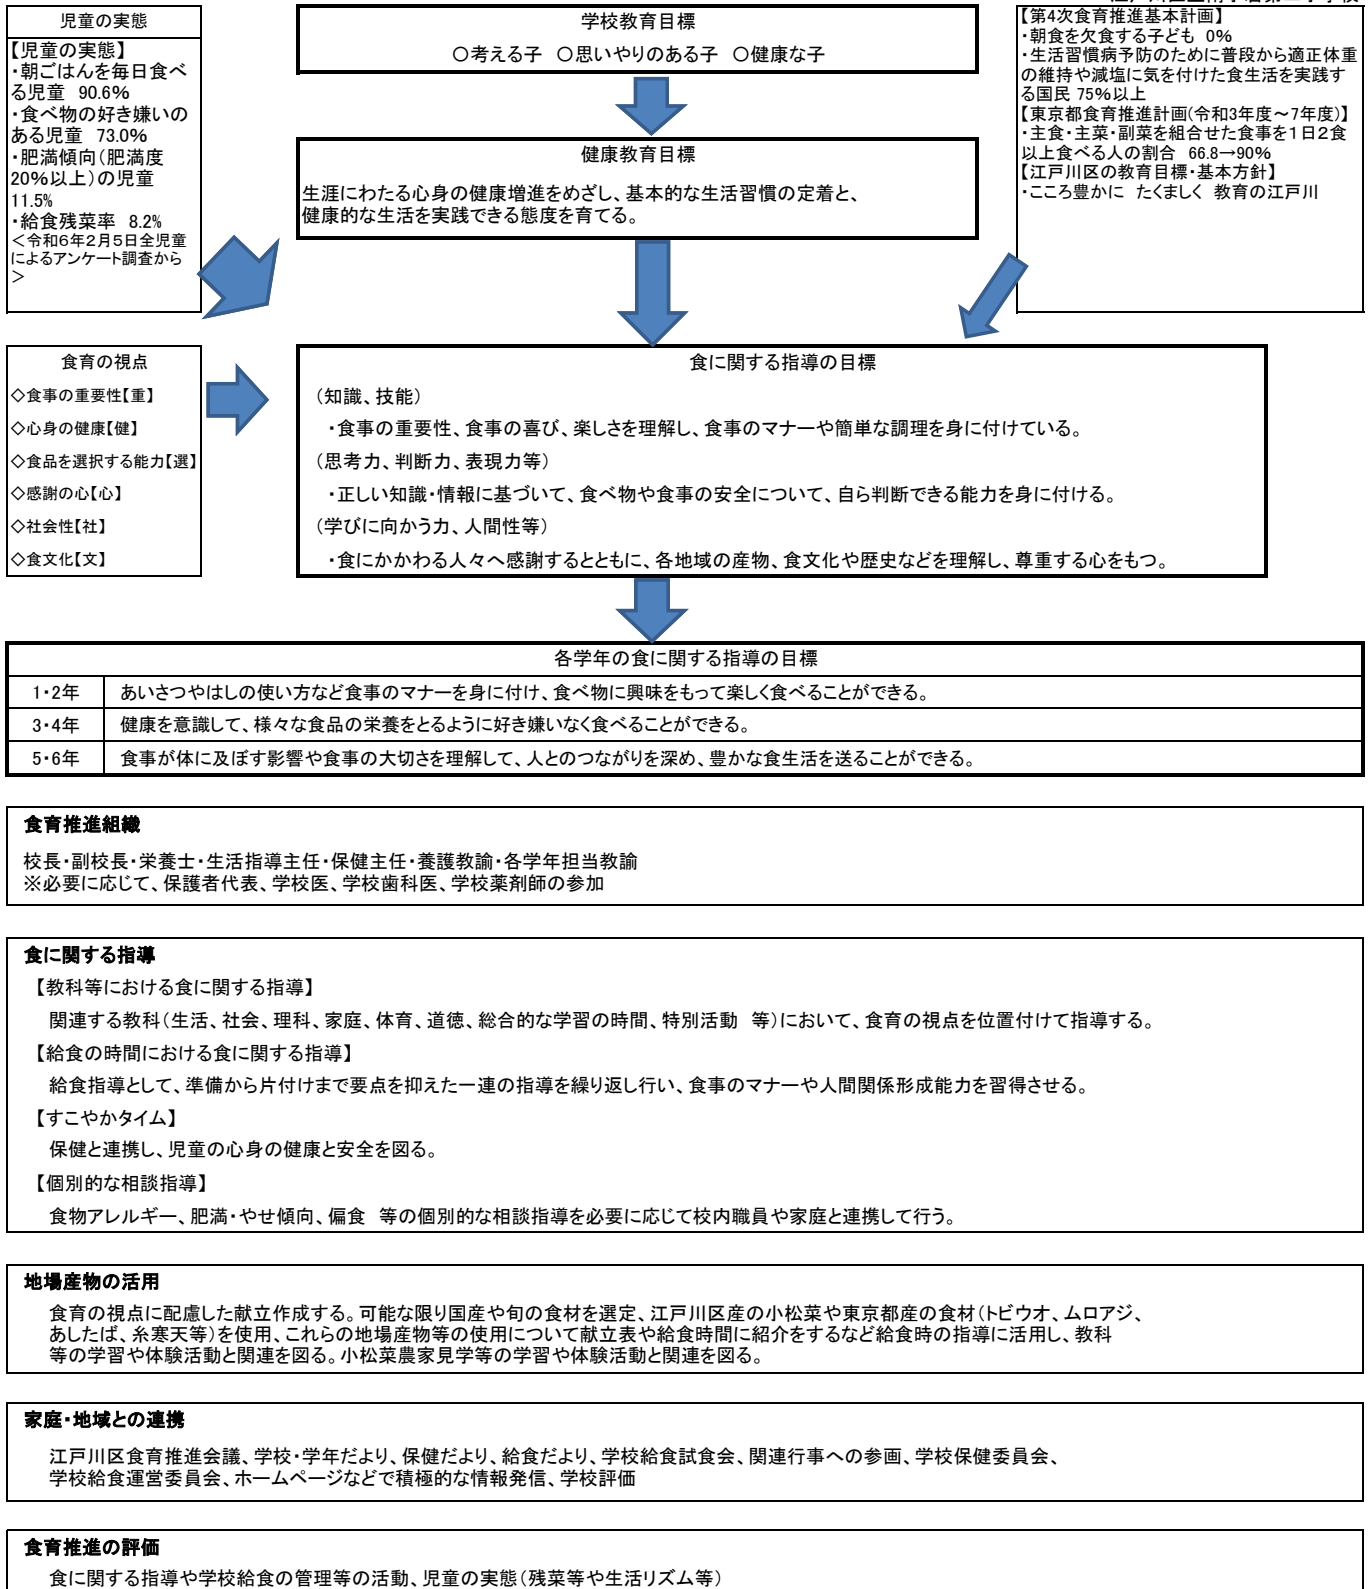 児童の実態
【児童の実態】
・朝ごはんを毎日食べ
る児童 90.6%
・食べ物の好き嫌いの
ある児童 73.0%
・肥満傾向(肥満度
20%以上)の児童
11.5%
・給食残菜率 8.2%
<令和6年2月5日全児童
によるアンケート調査から
>
学校教育目標
○考える子 ○思いやりのある子 ○健康な子
健康教育目標
生涯にわたる心身の健康増進をめざし、基本的な生活習慣の定着と、
健康的な生活を実践できる態度を育てる。
【第4次食育推進基本計画】
・朝食を欠食する子ども 0%
・生活習慣病予防のために普段から適正体重
の維持や減塩に気を付けた食生活を実践す
る国民 75%以上
【東京都食育推進計画(令和3年度~7年度)】
・主食・主菜・副菜を組合せた食事を1日2食
以上食べる人の割合 66.8→90%
【江戸川区の教育目標・基本方針】
・こころ豊かに たくましく 教育の江戸川
食育の視点
◇食事の重要性【重】
◇心身の健康【健】
◇食品を選択する能力【選】
◇感謝の心【心】
◇社会性【社】
◇食文化【文】
食に関する指導の目標
(知識、技能)
・食事の重要性、食事の喜び、楽しさを理解し、食事のマナーや簡単な調理を身に付けている。
(思考力、判断力、表現力等)
・正しい知識・情報に基づいて、食べ物や食事の安全について、自ら判断できる能力を身に付ける。
(学びに向かう力、人間性等)
・食にかかわる人々へ感謝するとともに、各地域の産物、食文化や歴史などを理解し、尊重する心をもつ。
各学年の食に関する指導の目標
1・2年 あいさつやはしの使い方など食事のマナーを身に付け、食べ物に興味をもって楽しく食べることができる。
3・4年 健康を意識して、様々な食品の栄養をとるように好き嫌いなく食べることができる。
5・6年 食事が体に及ぼす影響や食事の大切さを理解して、人とのつながりを深め、豊かな食生活を送ることができる。
食育推進組織
校長・副校長・栄養士・生活指導主任・保健主任・養護教諭・各学年担当教諭
※必要に応じて、保護者代表、学校医、学校歯科医、学校薬剤師の参加
食に関する指導
【教科等における食に関する指導】
関連する教科(生活、社会、理科、家庭、体育、道徳、総合的な学習の時間、特別活動 等)において、食育の視点を位置付けて指導する。
【給食の時間における食に関する指導】
給食指導として、準備から片付けまで要点を抑えた一連の指導を繰り返し行い、食事のマナーや人間関係形成能力を習得させる。
【すこやかタイム】
保健と連携し、児童の心身の健康と安全を図る。
【個別的な相談指導】
食物アレルギー、肥満・やせ傾向、偏食 等の個別的な相談指導を必要に応じて校内職員や家庭と連携して行う。
地場産物の活用
食育の視点に配慮した献立作成する。可能な限り国産や旬の食材を選定、江戸川区産の小松菜や東京都産の食材(トビウオ、ムロアジ、
あしたば、糸寒天等)を使用、これらの地場産物等の使用について献立表や給食時間に紹介をするなど給食時の指導に活用し、教科
等の学習や体験活動と関連を図る。小松菜農家見学等の学習や体験活動と関連を図る。
家庭・地域との連携
江戸川区食育推進会議、学校・学年だより、保健だより、給食だより、学校給食試食会、関連行事への参画、学校保健委員会、
学校給食運営委員会、ホームページなどで積極的な情報発信、学校評価
食育推進の評価
食に関する指導や学校給食の管理等の活動、児童の実態(残菜等や生活リズム等)